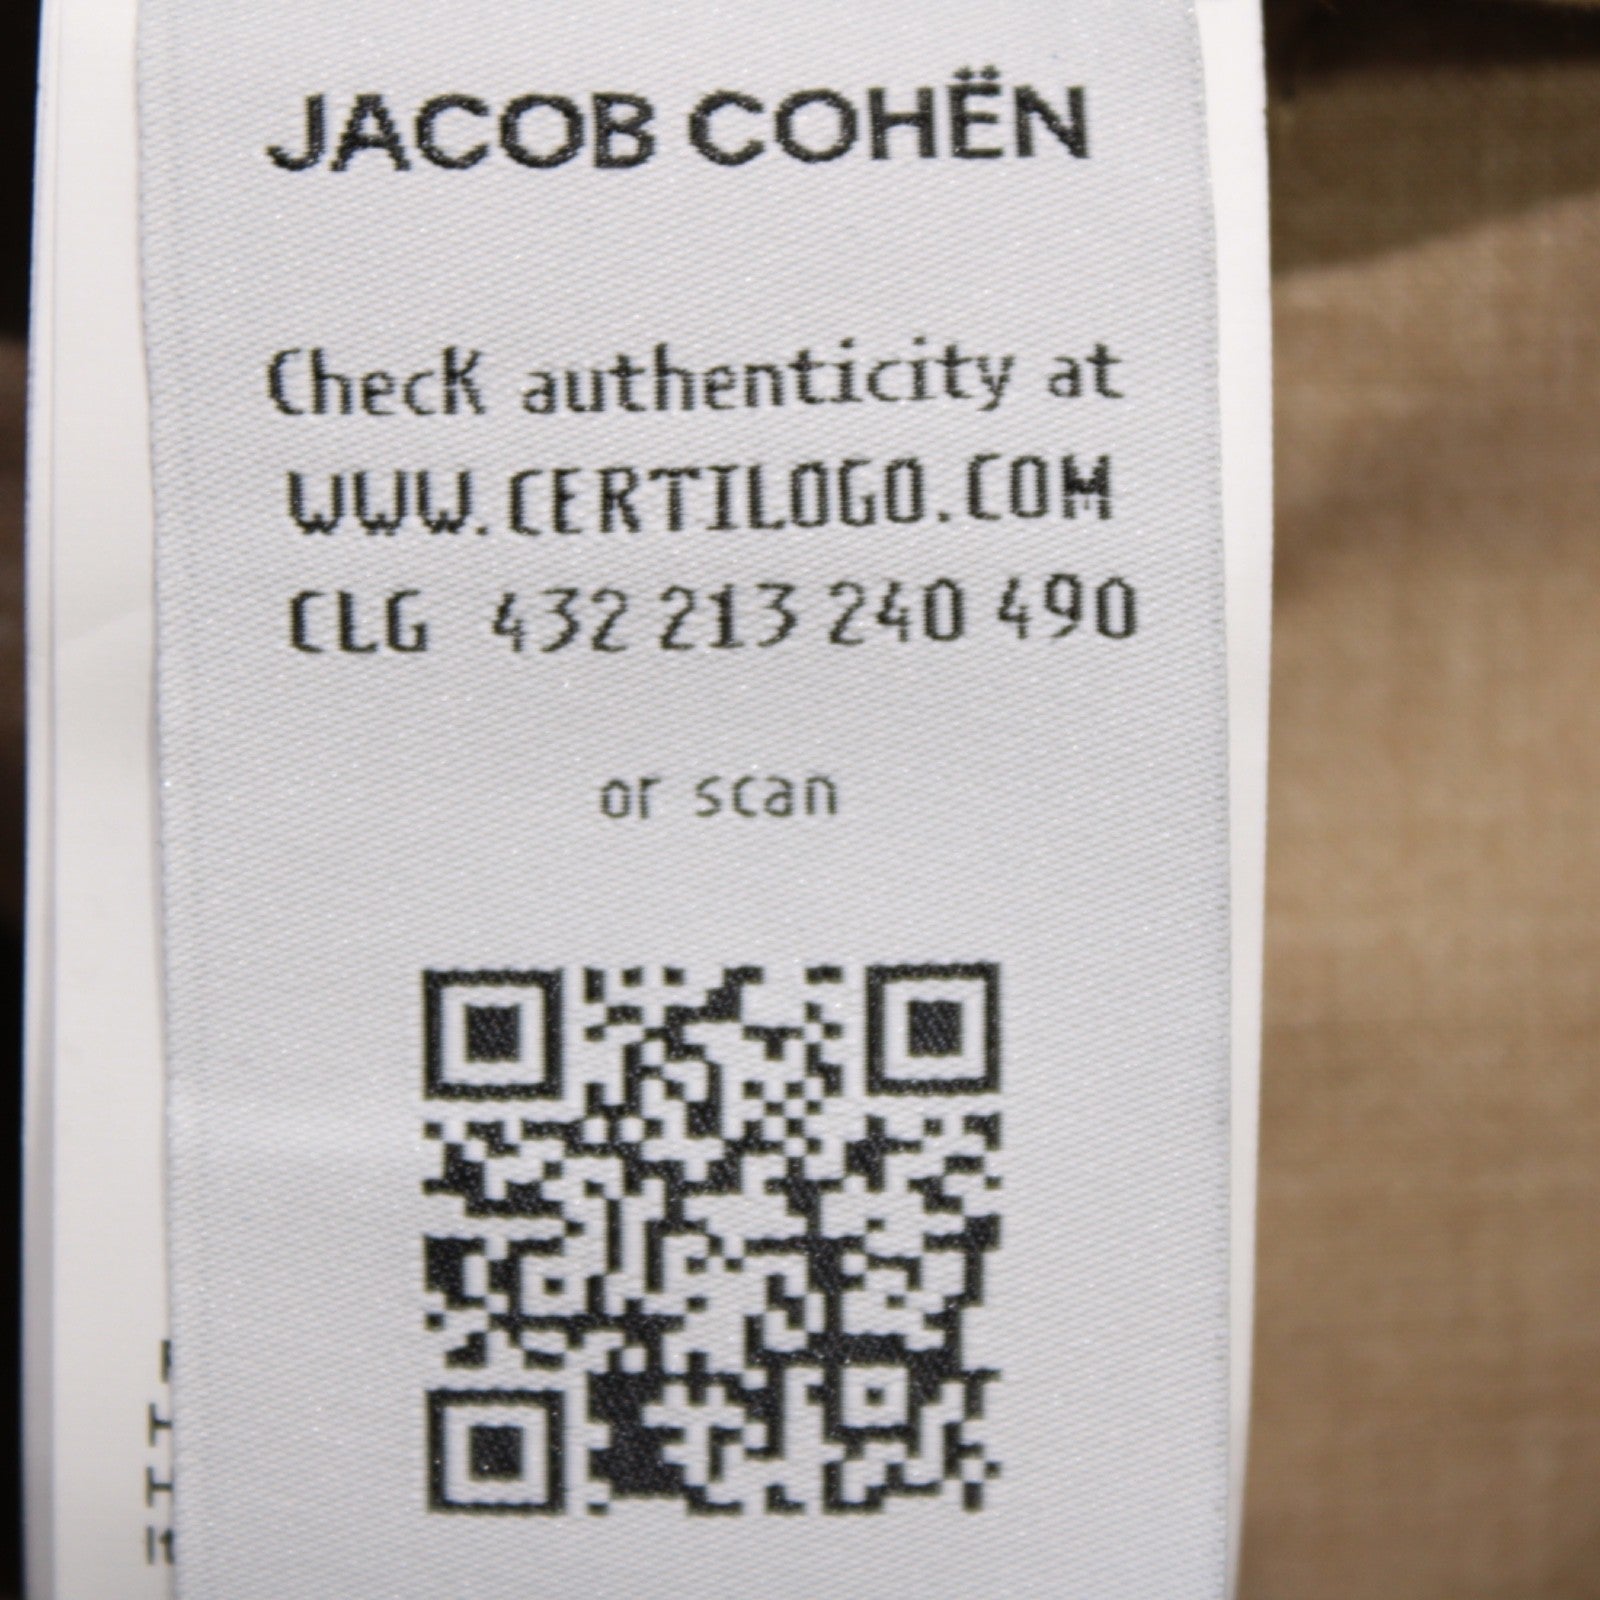 JACOB COHËN
Check authenticity at
WWW.CERTILOGO.COM
CLG 432 213 240 490
or scan